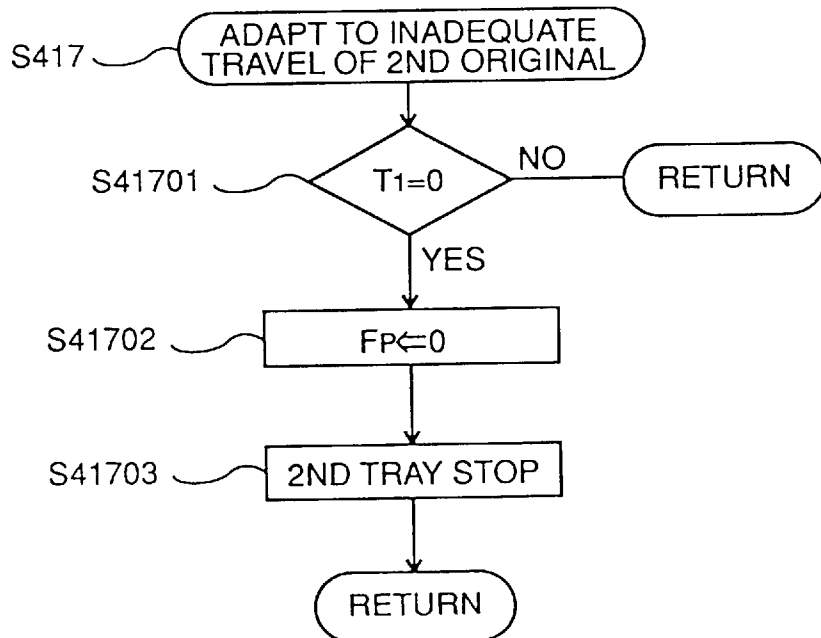 S417
ADAPT TO INADEQUATE
TRAVEL OF 2ND ORIGINAL
S41701
T1=0
NO
RETURN
YES
S41702
FP⇐0
S41703
2ND TRAY STOP
RETURN